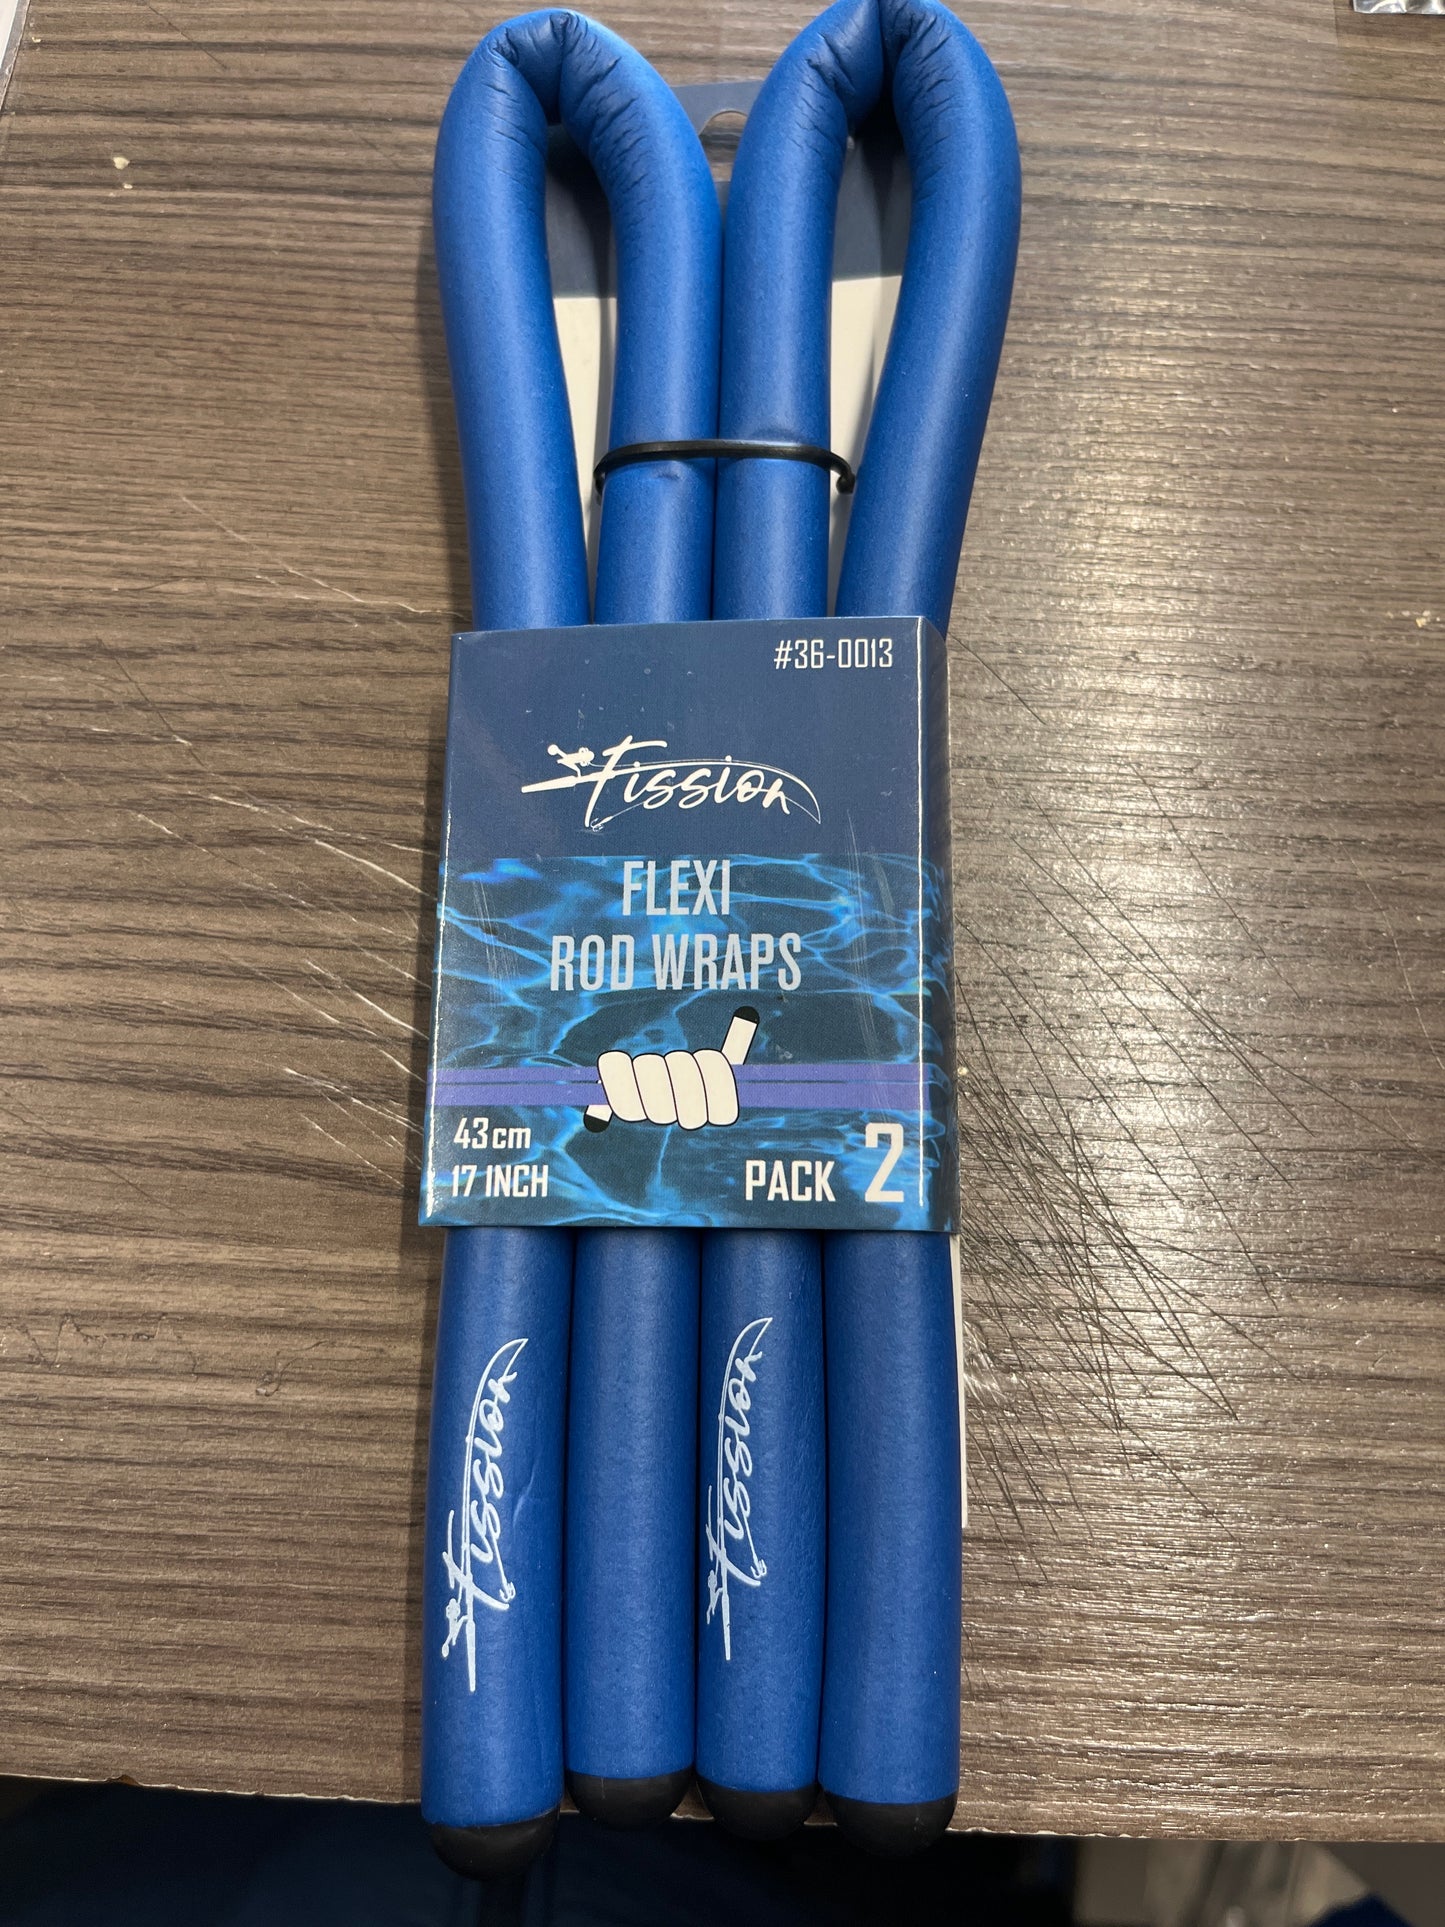 #36-0013
Fission
FLEXI
ROD WRAPS
43cm
17 INCH
PACK 2
Fission
Fission